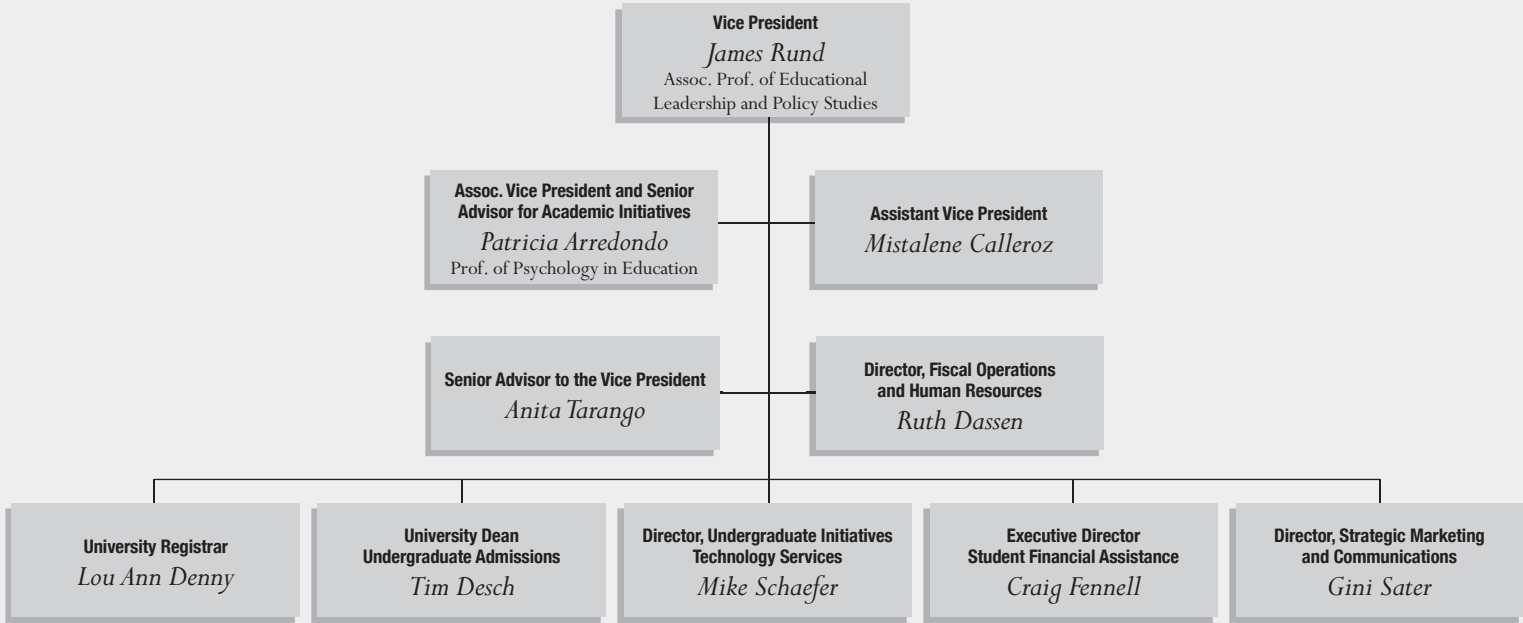 Vice President
James Rund
Assoc. Prof. of Educational
Leadership and Policy Studies
Assoc. Vice President and Senior
Advisor for Academic Initiatives
Patricia Arredondo
Prof. of Psychology in Education
Assistant Vice President
Mistalene Calleroz
Senior Advisor to the Vice President
Anita Tarango
Director, Fiscal Operations
and Human Resources
Ruth Dassen
University Registrar
Lou Ann Denny
University Dean
Undergraduate Admissions
Tim Desch
Director, Undergraduate Initiatives
Technology Services
Mike Schaefer
Executive Director
Student Financial Assistance
Craig Fennell
Director, Strategic Marketing
and Communications
Gini Sater